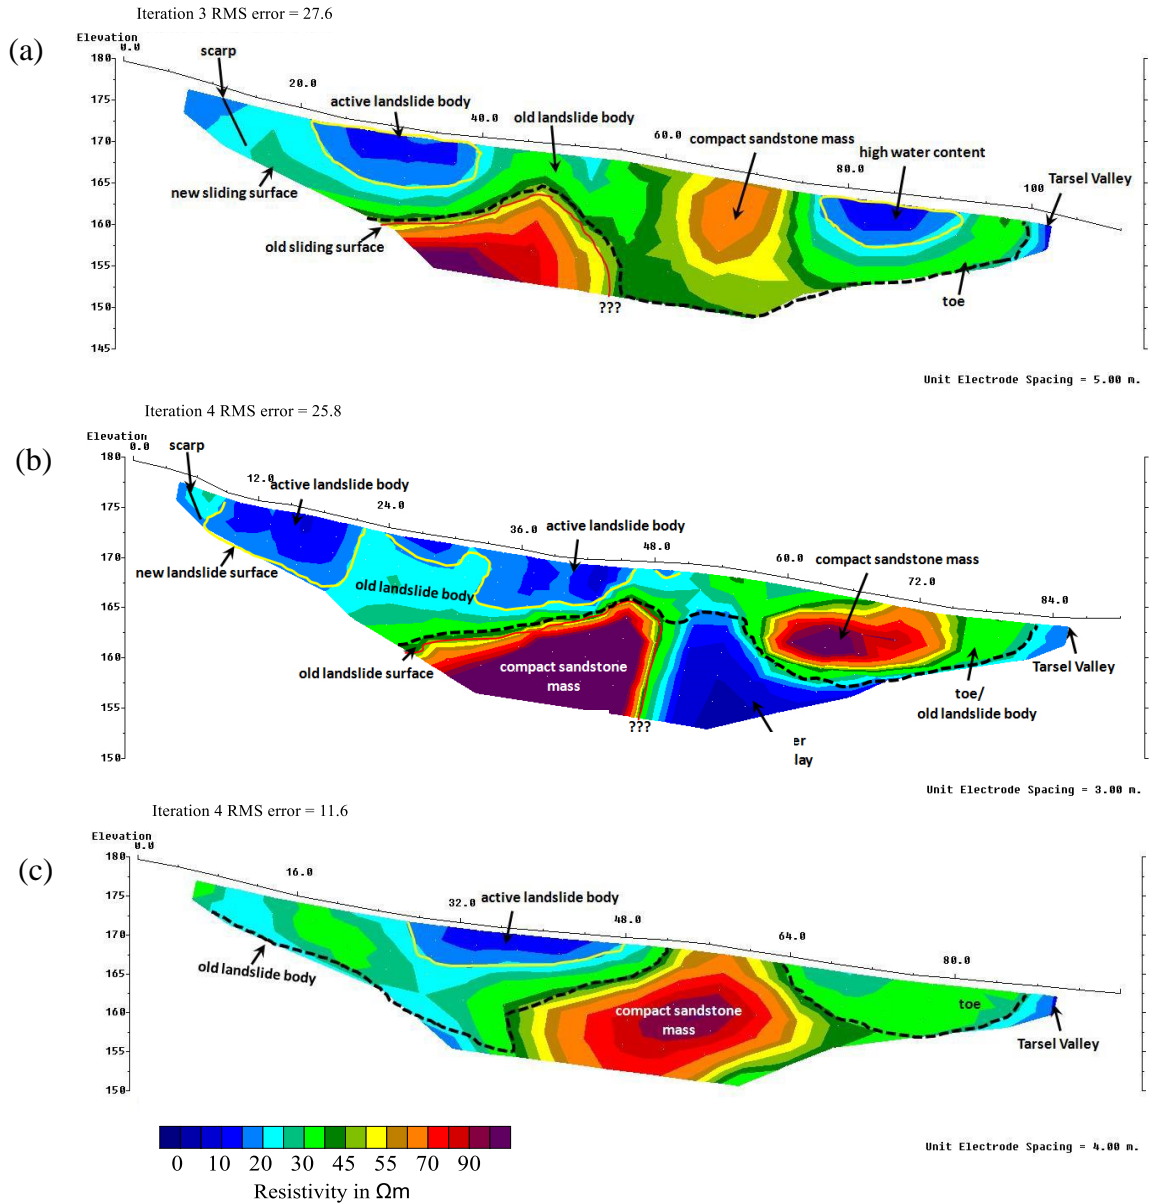 Iteration 3 RMS error = 27.6
(a)
Elevation
0.0
scarp
180
175
170
165
160
155
150
145
20.0
active landslide body
40.0
old landslide body
60.0
compact sandstone mass
80.0
high water content
100
Tarsel Valley
new sliding surface
old sliding surface
???
toe
Unit Electrode Spacing = 5.00 m.
Iteration 4 RMS error = 25.8
(b)
Elevation
0.0
scarp
180
175
170
165
160
155
150
12.0
active landslide body
24.0
36.0
active landslide body
48.0
60.0
compact sandstone mass
72.0
84.0
new landslide surface
old landslide body
old landslide surface
compact sandstone
mass
???
er
lay
toe/
old landslide body
Tarsel Valley
Unit Electrode Spacing = 3.00 m.
Iteration 4 RMS error = 11.6
(c)
Elevation
0.0
180
175
170
165
160
155
150
16.0
32.0
active landslide body
48.0
64.0
80.0
old landslide body
compact sandstone
mass
toe
Tarsel Valley
Unit Electrode Spacing = 4.00 m.
0 10 20 30 45 55 70 90
Resistivity in Ωm